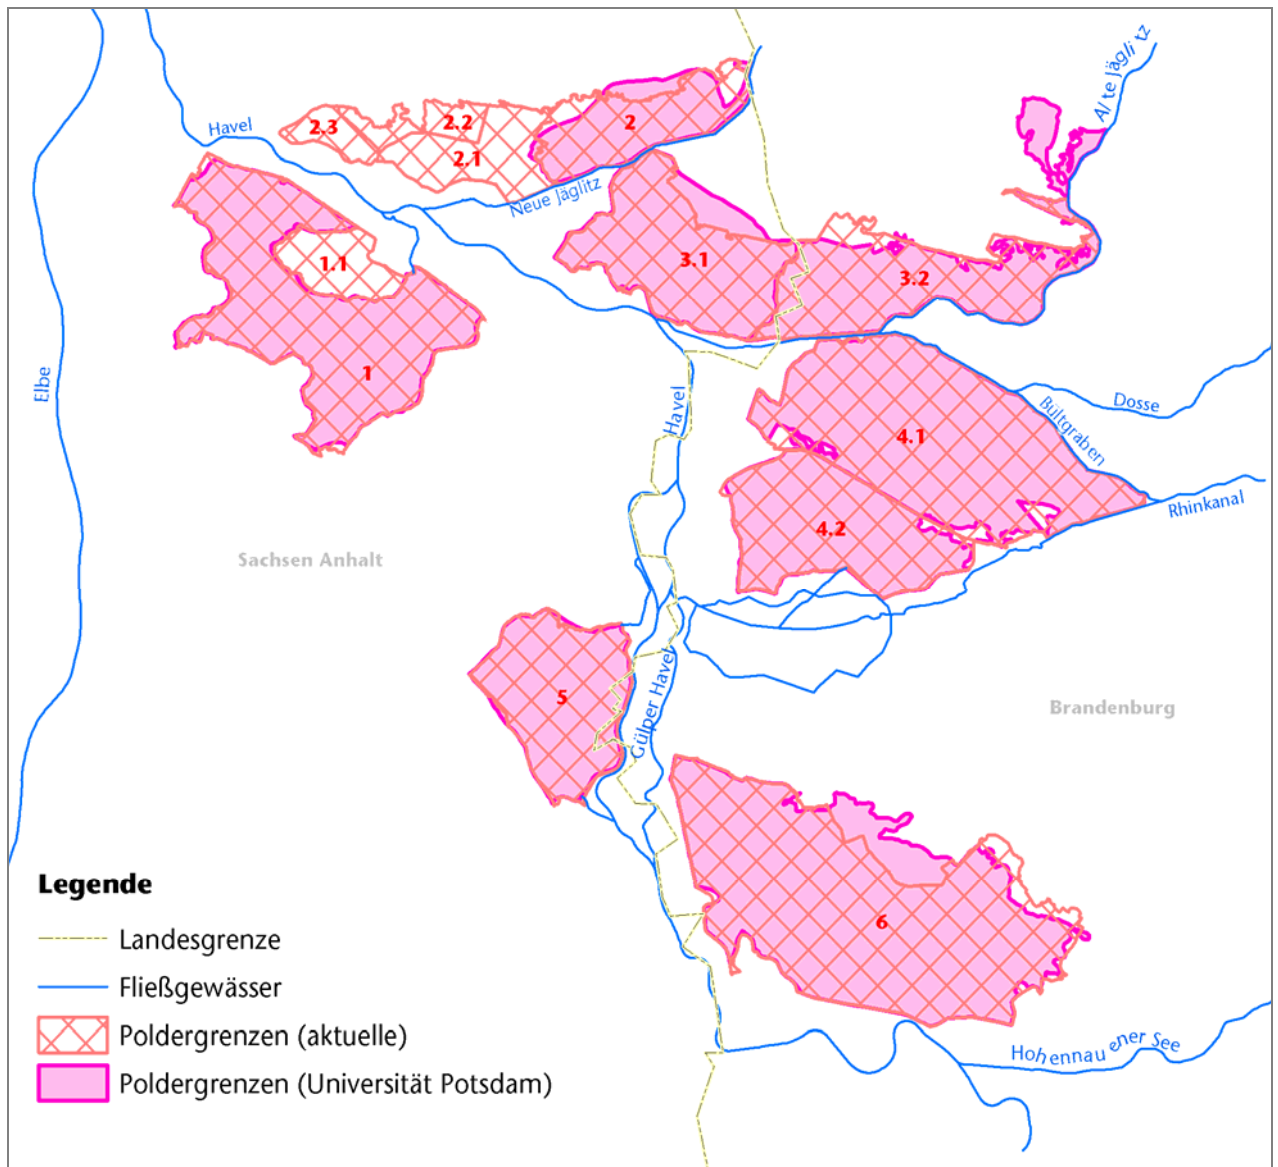 Alte Jäglitz
Havel
2.3
2.2
2
2.1
Neue Jäglitz
1.1
3.1
3.2
1
Elbe
Havel
Dosse
Bültgraben
4.1
Rhinkanal
4.2
Sachsen Anhalt
5
Gülper Havel
Brandenburg
6
Legende
Landesgrenze
Fließgewässer
Poldergrenzen (aktuelle)
Poldergrenzen (Universität Potsdam)
Hohennauener See